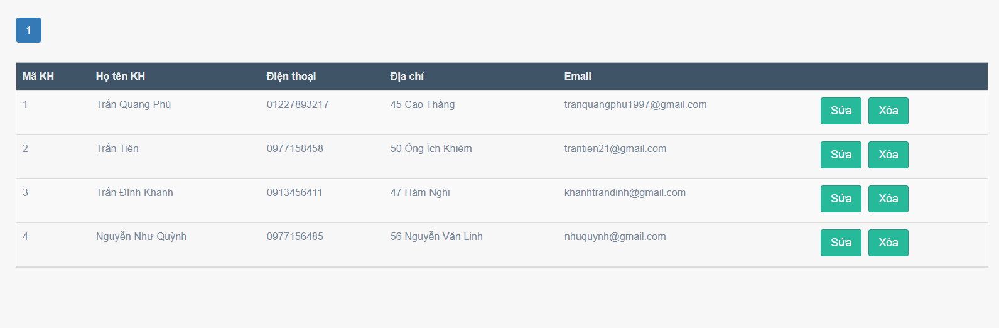 1
Mã KH Họ tên KH Điện thoại Địa chỉ Email
1 Trần Quang Phú 01227893217 45 Cao Thắng tranquangphu1997@gmail.com Sửa Xóa
2 Trần Tiên 0977158458 50 Ông Ích Khiêm trantien21@gmail.com Sửa Xóa
3 Trần Đình Khanh 0913456411 47 Hàm Nghi khanhtrandinh@gmail.com Sửa Xóa
4 Nguyễn Như Quỳnh 0977156485 56 Nguyễn Văn Linh nhuquynh@gmail.com Sửa Xóa